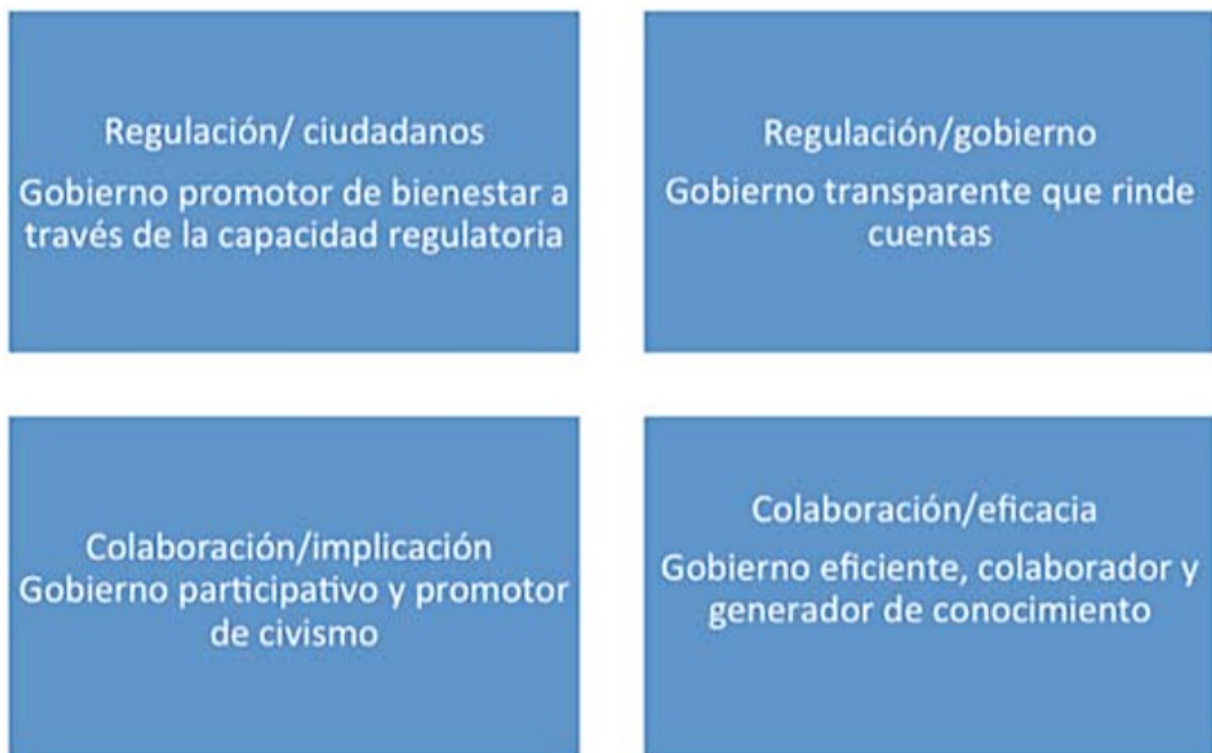 Regulación/ ciudadanos
Gobierno promotor de bienestar a
través de la capacidad regulatoria
Regulación/gobierno
Gobierno transparente que rinde
cuentas
Colaboración/implicación
Gobierno participativo y promotor
de civismo
Colaboración/eficacia
Gobierno eficiente, colaborador y
generador de conocimiento